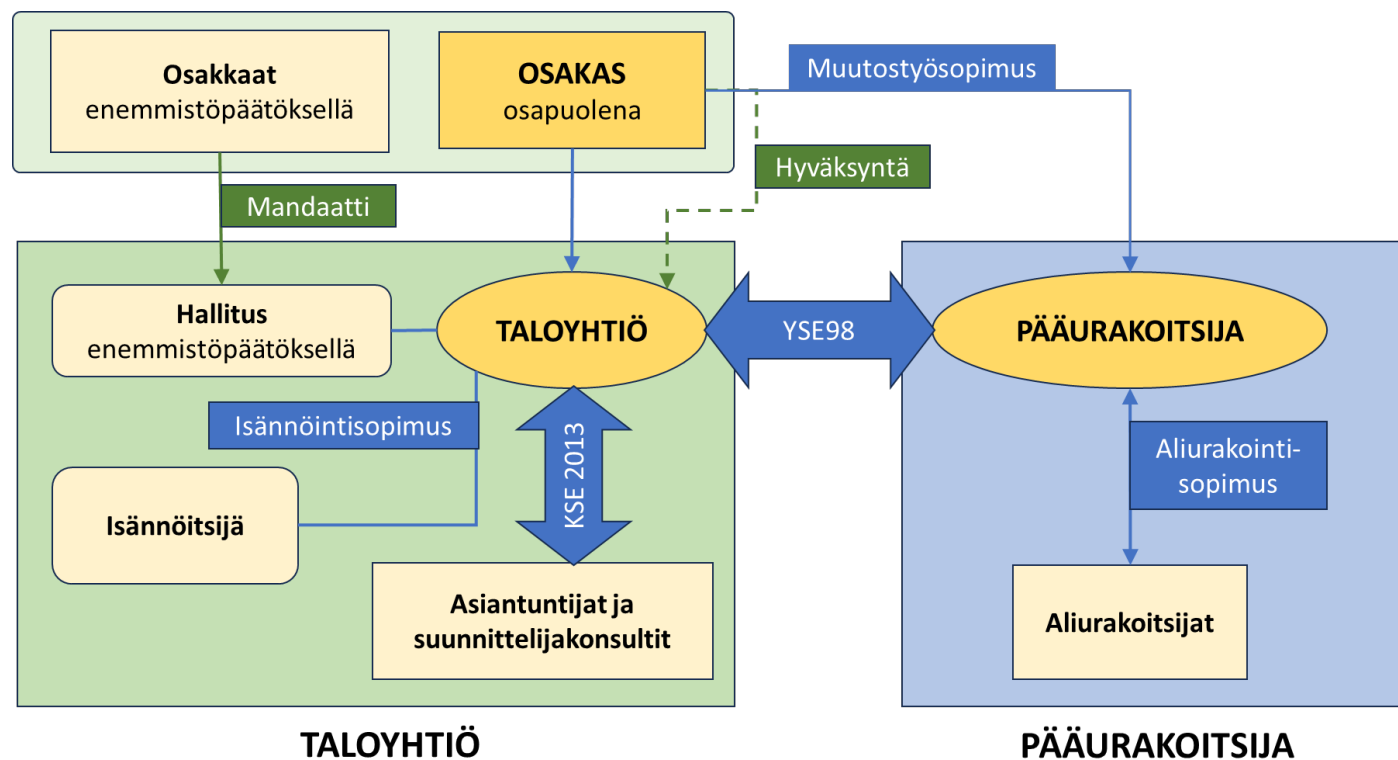 Osakkaat
enemmistöpäätöksellä
OSAKAS
osapuolena
Muutostyösopimus
Hyväksyntä
Mandaatti
Hallitus
enemmistöpäätöksellä
TALOYHTIÖ
YSE98
PÄÄURAKOITSIJA
Isännöintisopimus
KSE 2013
Aliurakointi-
sopimus
Isännöitsijä
Asiantuntijat ja
suunnittelijakonsultit
Aliurakoitsijat
TALOYHTIÖ
PÄÄURAKOITSIJA